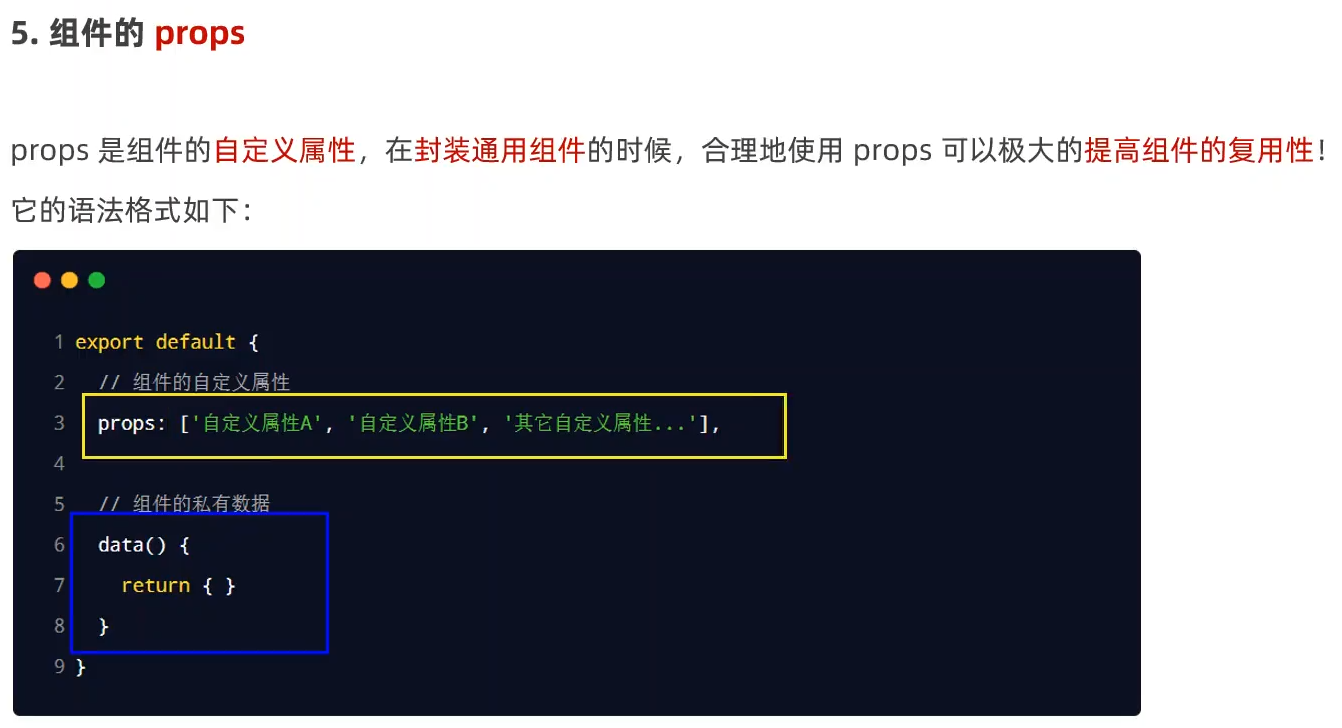 5. 组件的 props
props 是组件的自定义属性，在封装通用组件的时候，合理地使用 props 可以极大的提高组件的复用性！
它的语法格式如下：
1 export default {
2 // 组件的自定义属性
3 props: ['自定义属性A', '自定义属性B', '其它自定义属性...'],
4
5 // 组件的私有数据
6 data() {
7 return { }
8 }
9 }